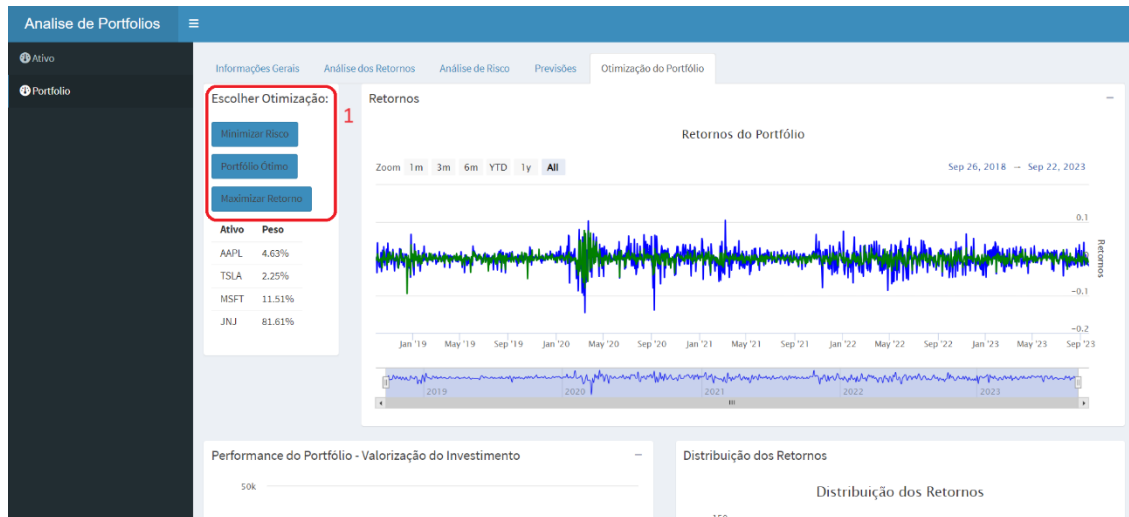 Analise de Portfolios
Ativo
Portfolio
Informações Gerais Análise dos Retornos Análise de Risco Previsões Otimização do Portfólio
Escolher Otimização:
1
Minimizar Risco
Portfólio Ótimo
Maximizar Retorno
Ativo Peso
AAPL 4.63%
TSLA 2.25%
MSFT 11.51%
JNJ 81.61%
Retornos
Retornos do Portfólio
Zoom 1m 3m 6m YTD 1y All
Sep 26, 2018 → Sep 22, 2023
0.1
0
-0.1
-0.2
Retornos
Jan '19 May '19 Sep '19 Jan '20 May '20 Sep '20 Jan '21 May '21 Sep '21 Jan '22 May '22 Sep '22 Jan '23 May '23 Sep '23
2019 2020 2021 2022 2023
Performance do Portfólio - Valorização do Investimento
50k
Distribuição dos Retornos
Distribuição dos Retornos
150